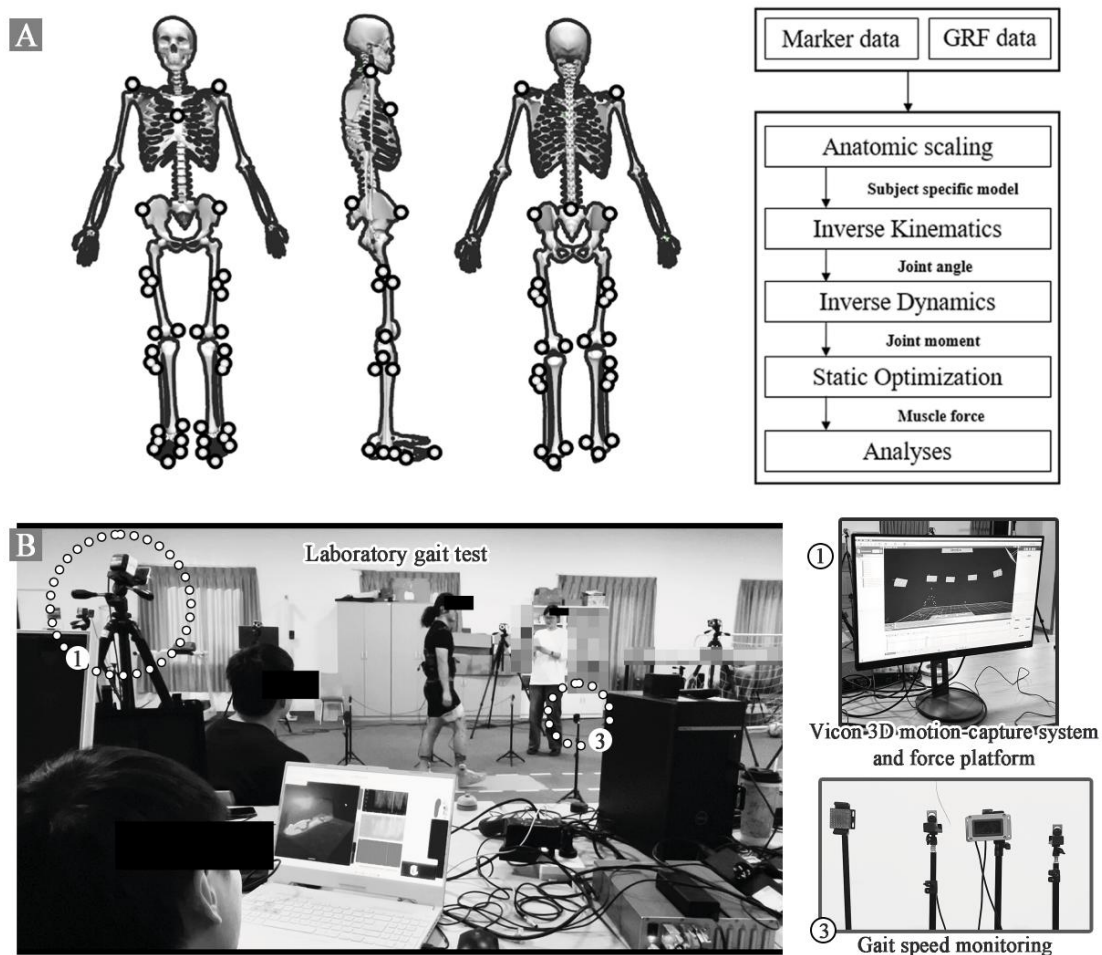 A
Marker data
GRF data
Anatomic scaling
Subject specific model
Inverse Kinematics
Joint angle
Inverse Dynamics
Joint moment
Static Optimization
Muscle force
Analyses
B
Laboratory gait test
1
3
1
Vicon 3D motion-capture system
and force platform
3
Gait speed monitoring